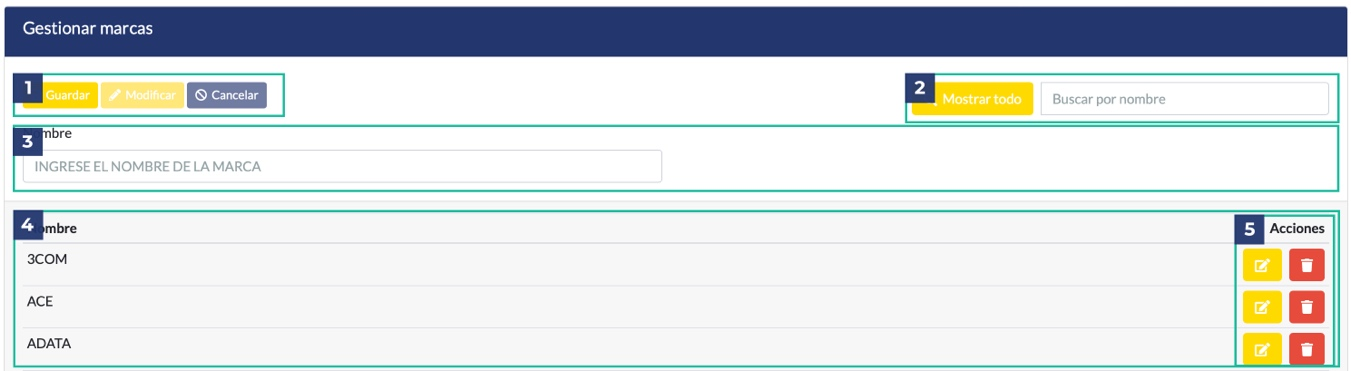 Gestionar marcas
1 Guardar Modificar Cancelar
2 Mostrar todo Buscar por nombre
3 mbre
INGRESE EL NOMBRE DE LA MARCA
4 ombre 5 Acciones
3COM
ACE
ADATA